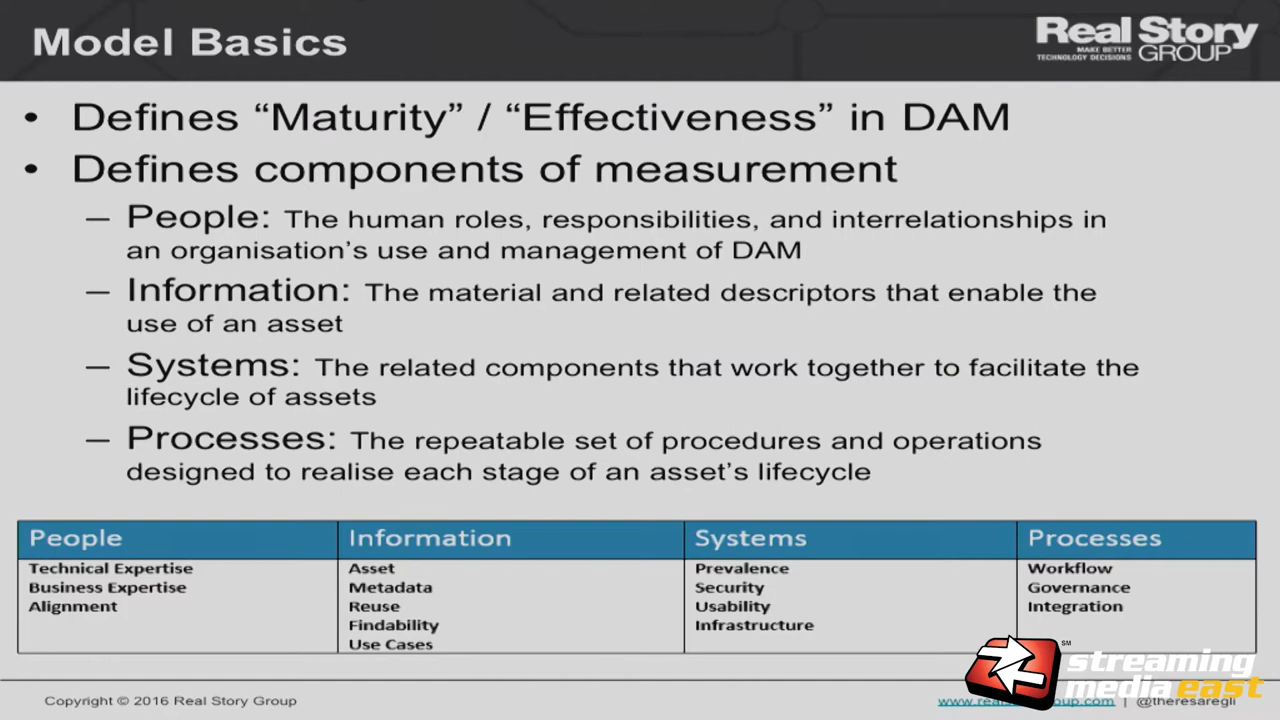 Model Basics
Real Story
GROUP
MAKE BETTER
TECHNOLOGY DECISIONS
• Defines “Maturity” / “Effectiveness” in DAM
• Defines components of measurement
– People: The human roles, responsibilities, and interrelationships in
an organisation’s use and management of DAM
– Information: The material and related descriptors that enable the
use of an asset
– Systems: The related components that work together to facilitate the
lifecycle of assets
– Processes: The repeatable set of procedures and operations
designed to realise each stage of an asset’s lifecycle
People Information Systems Processes
Technical Expertise Asset Prevalence Workflow
Business Expertise Metadata Security Governance
Alignment Reuse Usability Integration
Findability Infrastructure
Use Cases
SM
streaming
media east
Copyright © 2016 Real Story Group
| @theresaregli